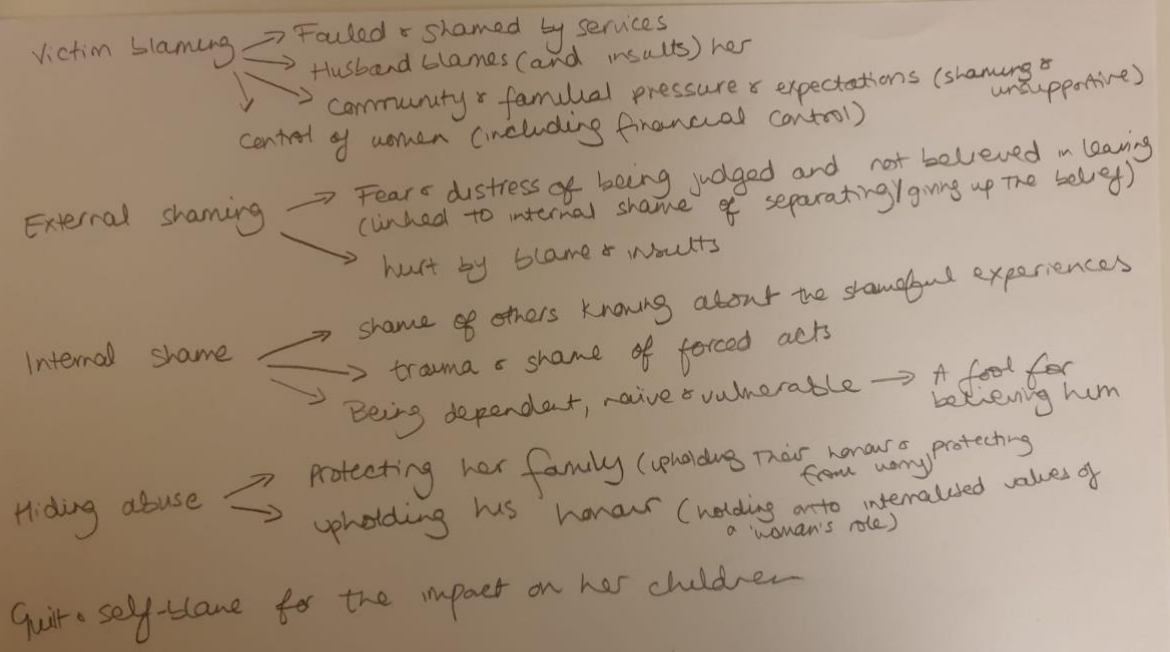 Victim blaming → Failed & shamed by services
→ Husband blames (and insults) her
→ Community & familial pressure & expectations (shaming & unsupportive)
→ Control of women (including financial control)
External shaming → Fear & distress of being judged and not believed in leaving
(linked to internal shame of separating/giving up the belief)
→ hurt by blame & insults
Internal shame → shame of others knowing about the shameful experiences
→ trauma & shame of forced acts
→ Being dependent, naive & vulnerable → A fool for
believing him
Hiding abuse → Protecting her family (upholding their honour & protecting
from worry)
→ upholding his honour (holding onto internalised values of
a 'woman's role)
Guilt & self-blame for the impact on her children